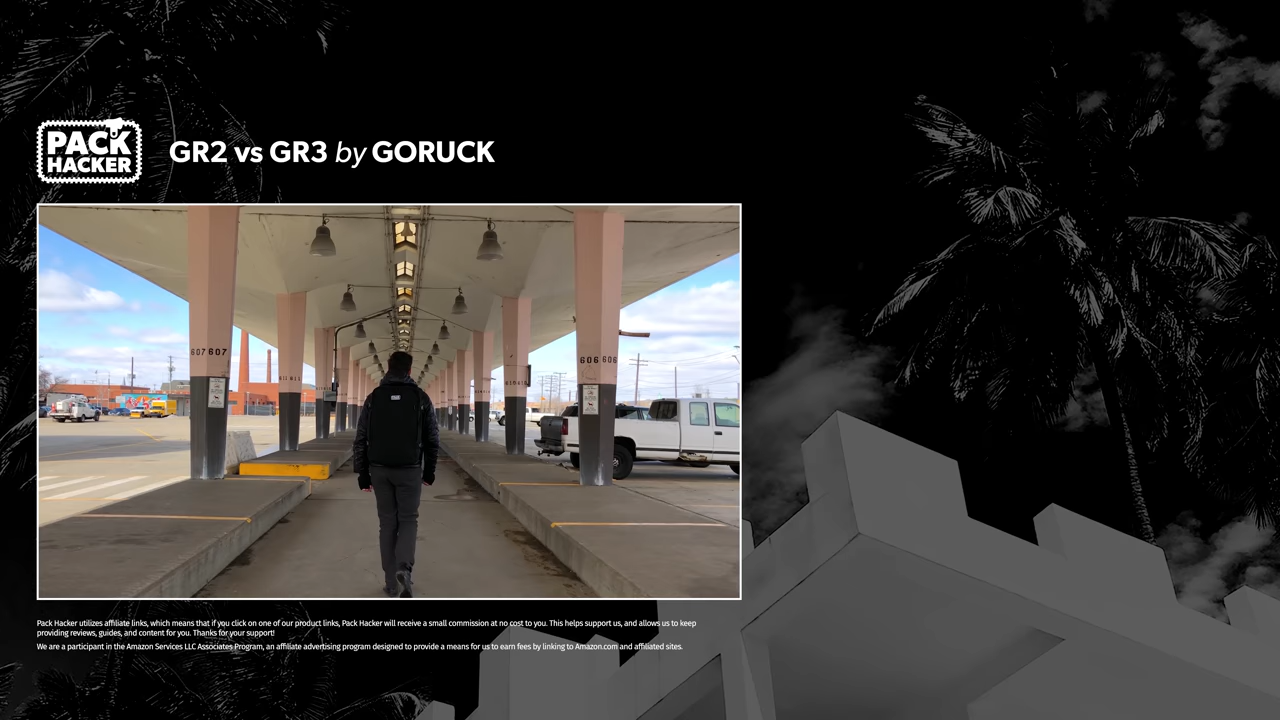 PACK
HACKER
GR2 vs GR3 by GORUCK
607 607
606 606
Pack Hacker utilizes affiliate links, which means that if you click on one of our product links, Pack Hacker will receive a small commission at no cost to you. This helps support us, and allows us to keep
providing reviews, guides, and content for you. Thanks for your support!
We are a participant in the Amazon Services LLC Associates Program, an affiliate advertising program designed to provide a means for us to earn fees by linking to Amazon.com and affiliated sites.